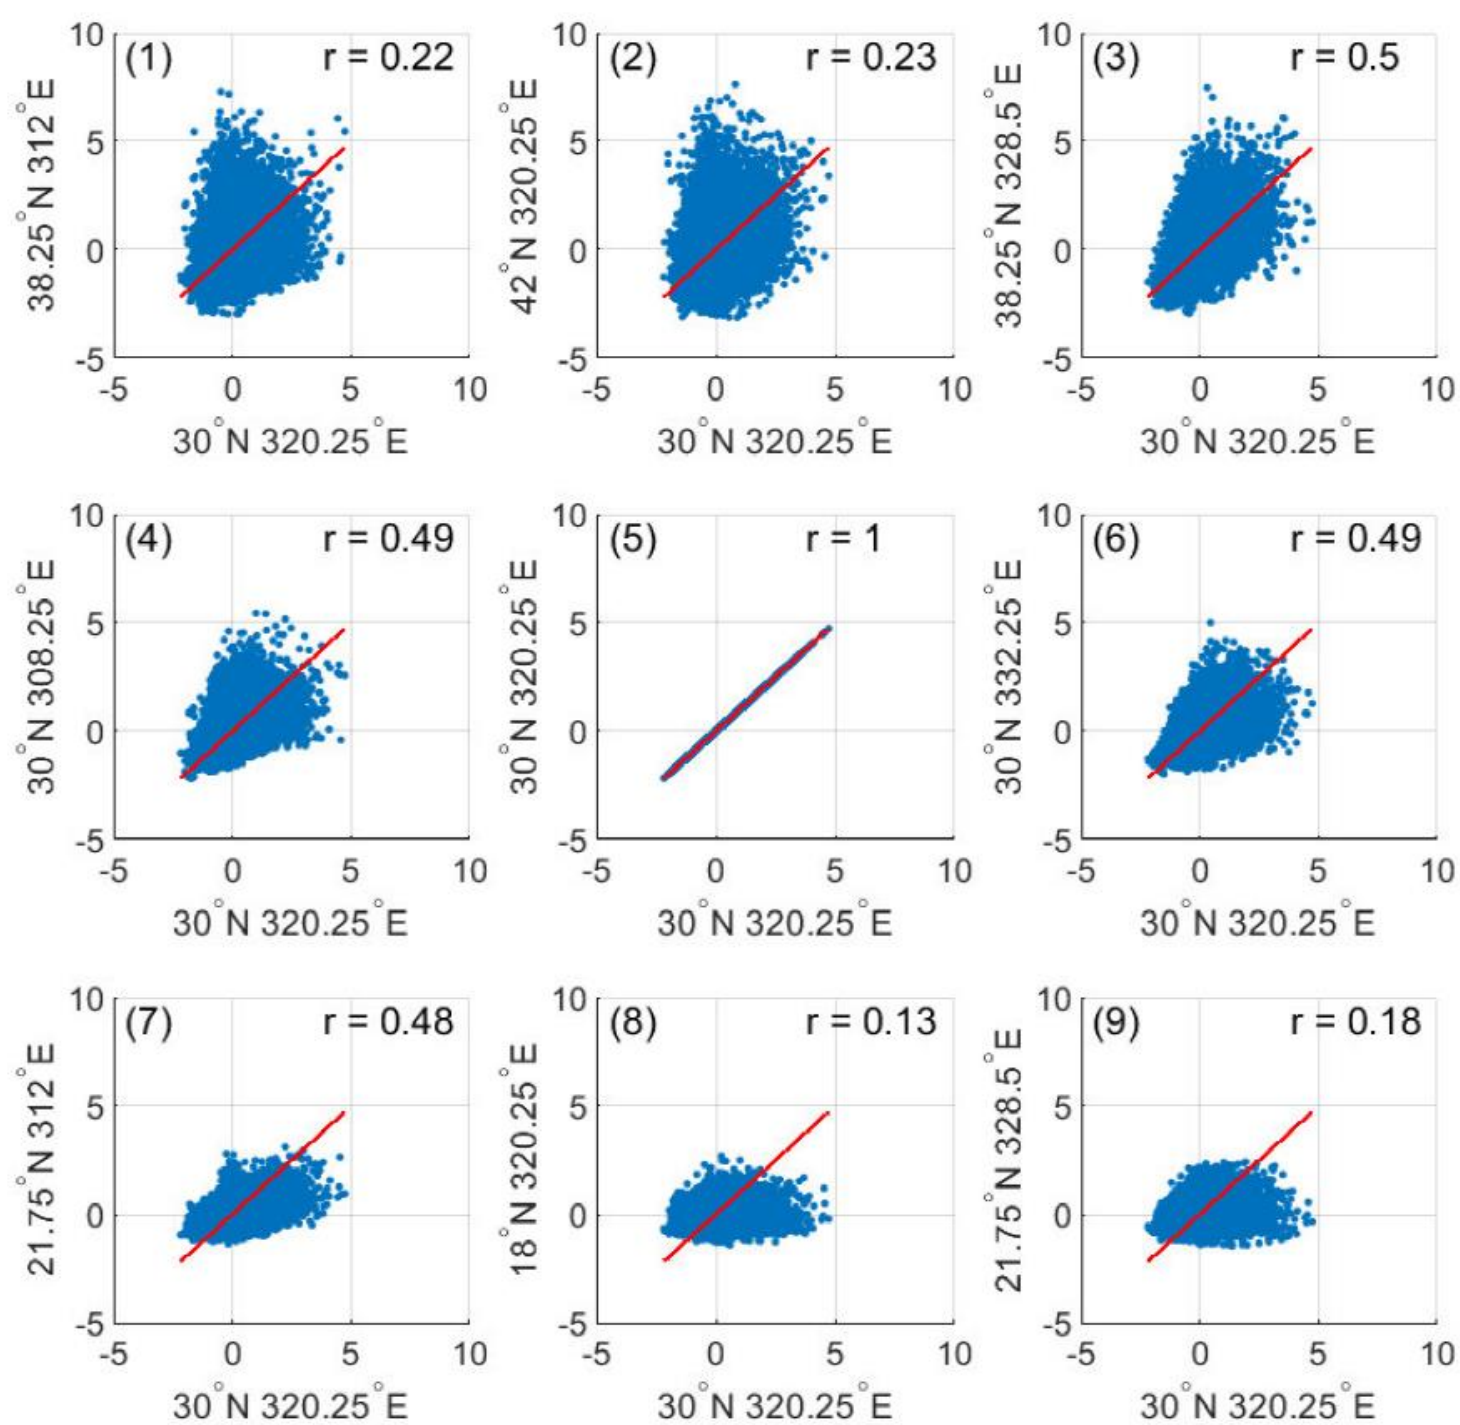 (1) r = 0.22
10
5
0
-5
-5 0 5 10
38.25°N 312°E
30°N 320.25°E
(2) r = 0.23
10
5
0
-5
-5 0 5 10
42°N 320.25°E
30°N 320.25°E
(3) r = 0.5
10
5
0
-5
-5 0 5 10
38.25°N 328.5°E
30°N 320.25°E
(4) r = 0.49
10
5
0
-5
-5 0 5 10
30°N 308.25°E
30°N 320.25°E
(5) r = 1
10
5
0
-5
-5 0 5 10
30°N 320.25°E
30°N 320.25°E
(6) r = 0.49
10
5
0
-5
-5 0 5 10
30°N 332.25°E
30°N 320.25°E
(7) r = 0.48
10
5
0
-5
-5 0 5 10
21.75°N 312°E
30°N 320.25°E
(8) r = 0.13
10
5
0
-5
-5 0 5 10
18°N 320.25°E
30°N 320.25°E
(9) r = 0.18
10
5
0
-5
-5 0 5 10
21.75°N 328.5°E
30°N 320.25°E